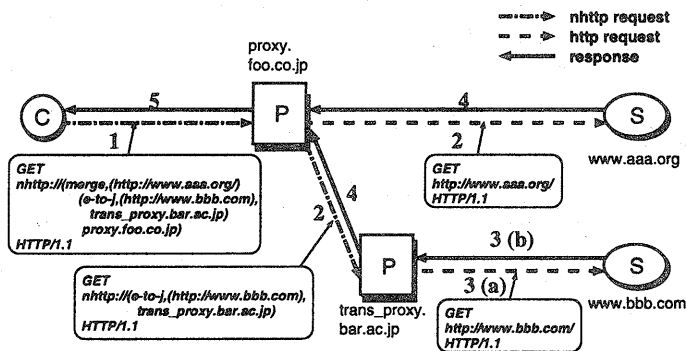 nhttp request
http request
response
proxy.
foo.co.jp
C
5
1
P
4
2
S
www.aaa.org
GET
nhttp://(merge,(http://www.aaa.org/)
(e-to-j,(http://www.bbb.com),
trans_proxy.bar.ac.jp)
proxy.foo.co.jp)
HTTP/1.1
GET
http://www.aaa.org/
HTTP/1.1
4
2
GET
nhttp://(e-to-j,(http://www.bbb.com),
trans_proxy.bar.ac.jp)
HTTP/1.1
P
trans_proxy.
bar.ac.jp
3 (b)
3 (a)
S
www.bbb.com
GET
http://www.bbb.com/
HTTP/1.1